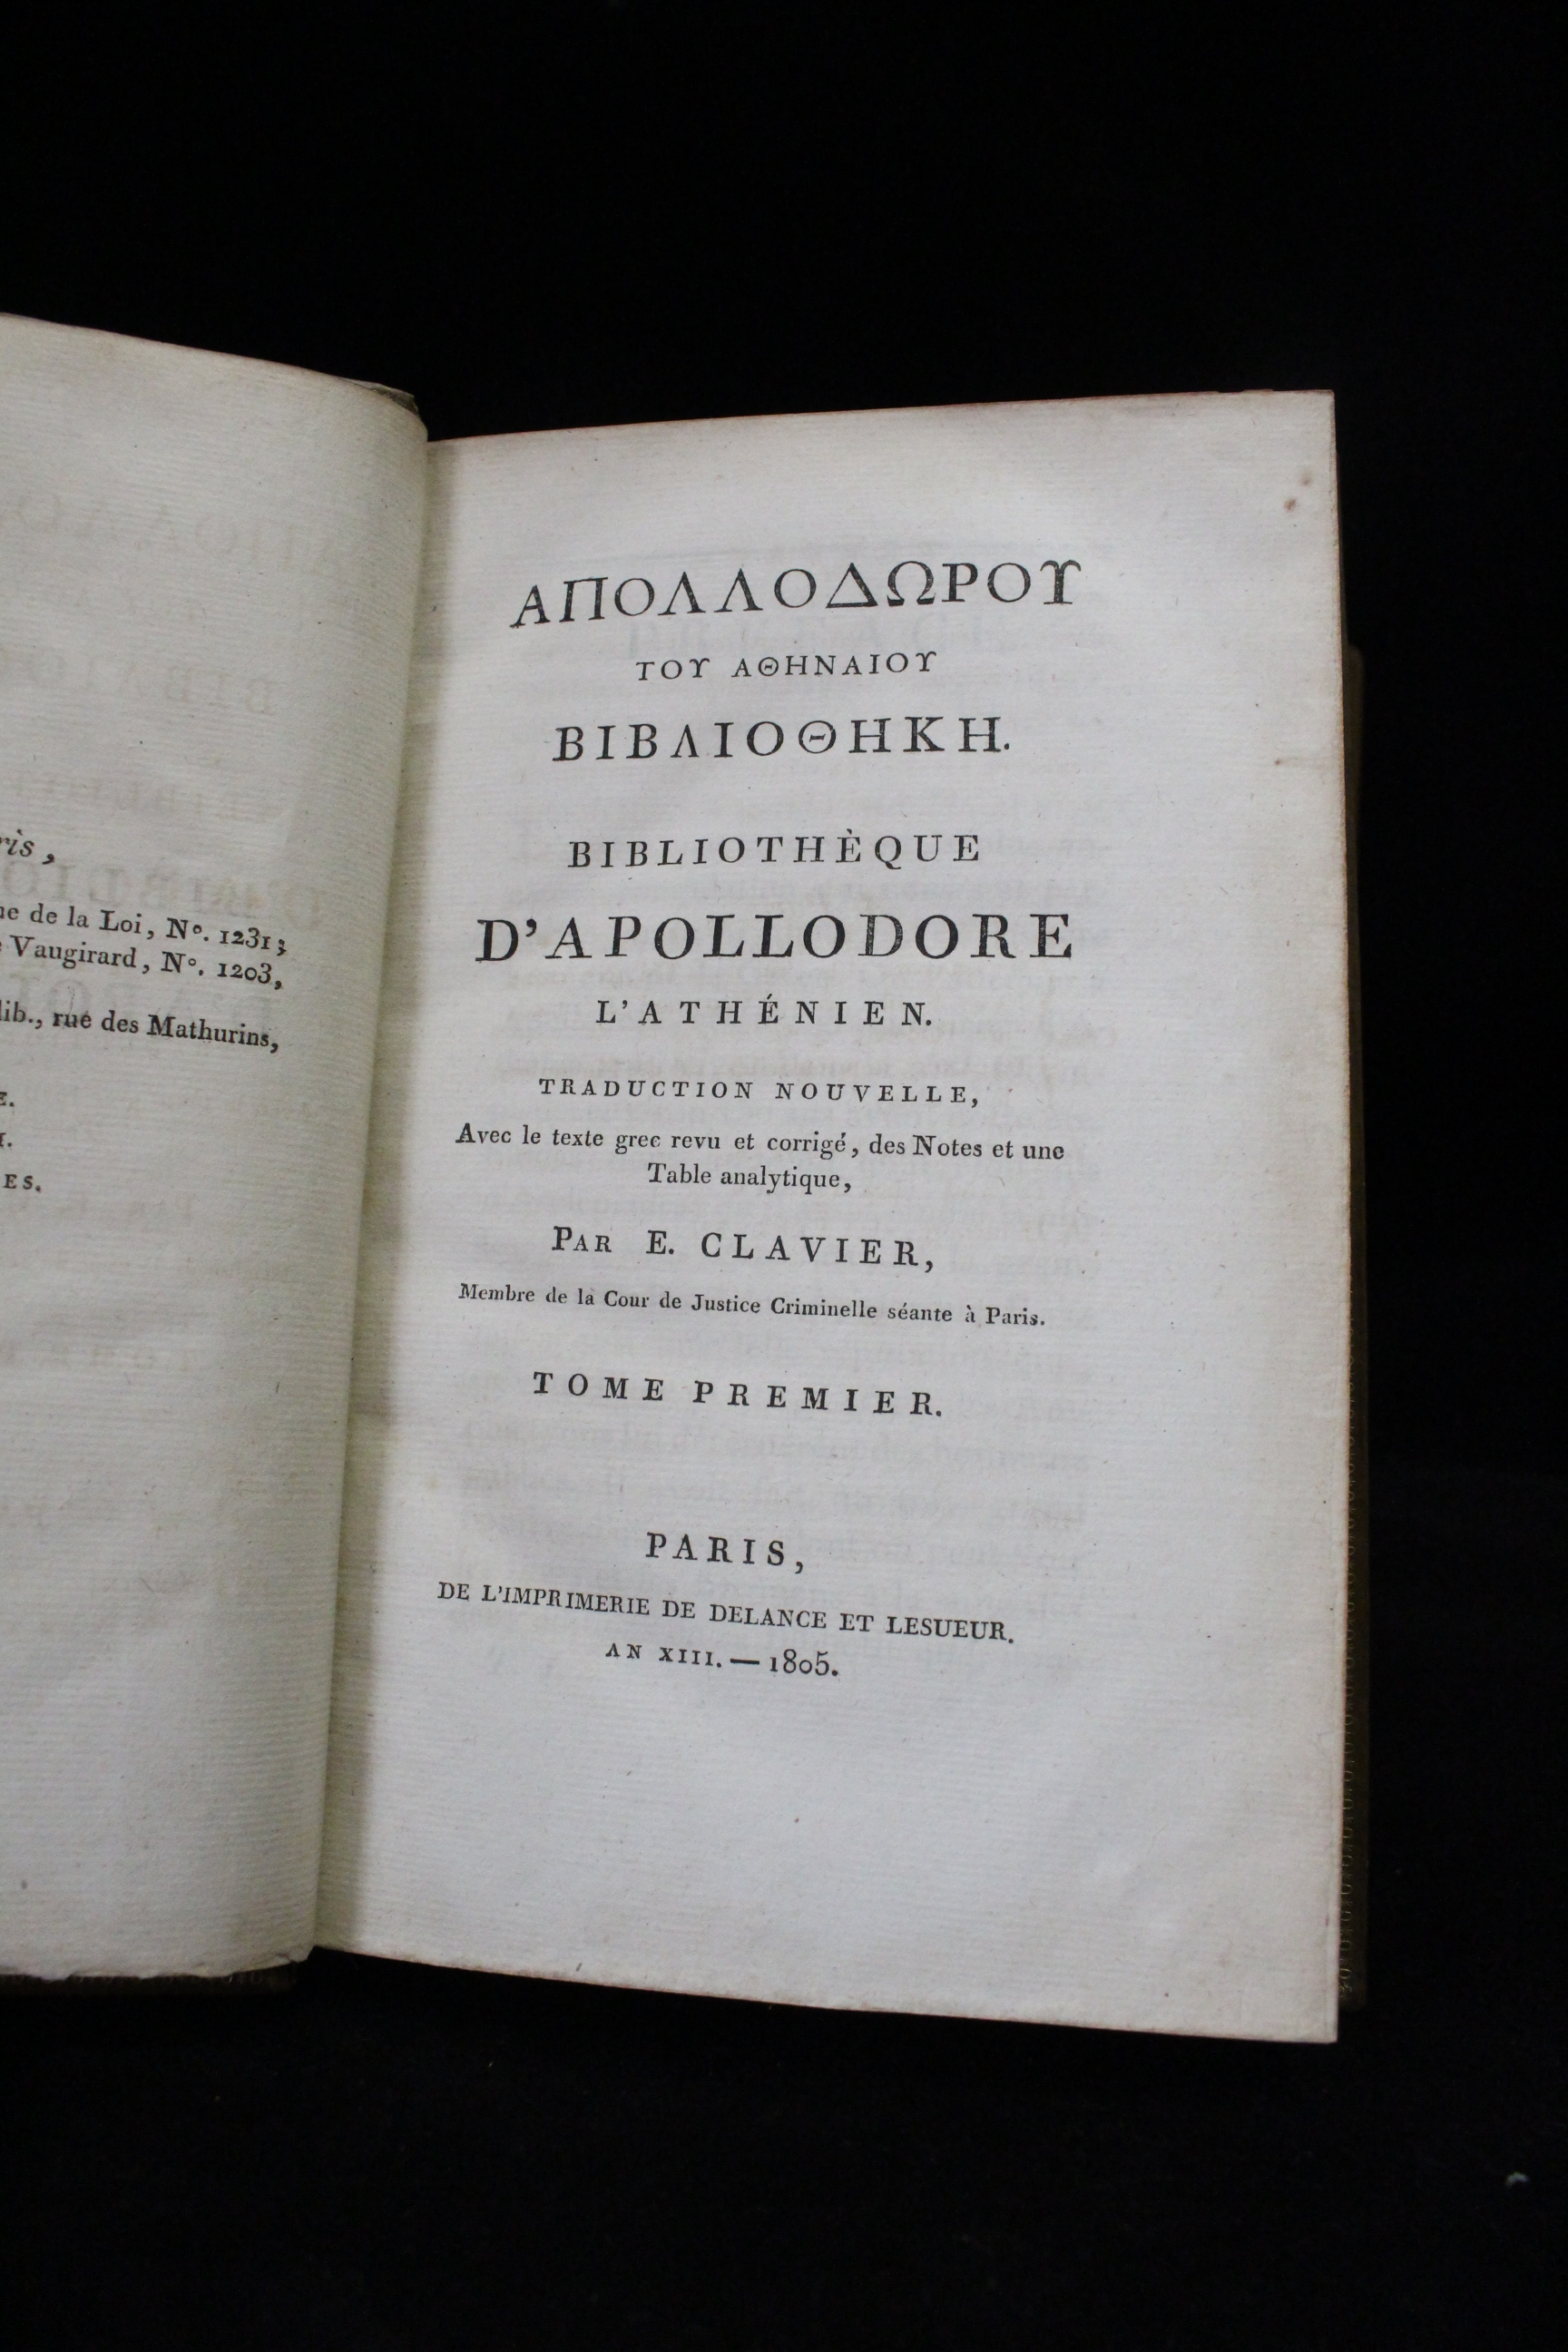 de la Loi, N°. 1231;
Vaugirard, N°. 1203,
lib., rue des Mathurins,
ΑΠΟΛΛΟΔΩΡΟΥ
ΤΟΥ ΑΘΗΝΑΙΟΥ
ΒΙΒΛΙΟΘΗΚΗ.
BIBLIOTHÈQUE
D'APOLLODORE
L'ATHÉNIEN.
TRADUCTION NOUVELLE,
Avec le texte grec revu et corrigé, des Notes et une
Table analytique,
PAR E. CLAVIER,
Membre de la Cour de Justice Criminelle séante à Paris.
TOME PREMIER.
PARIS,
DE L'IMPRIMERIE DE DELANCE ET LESUEUR.
AN XIII. — 1805.